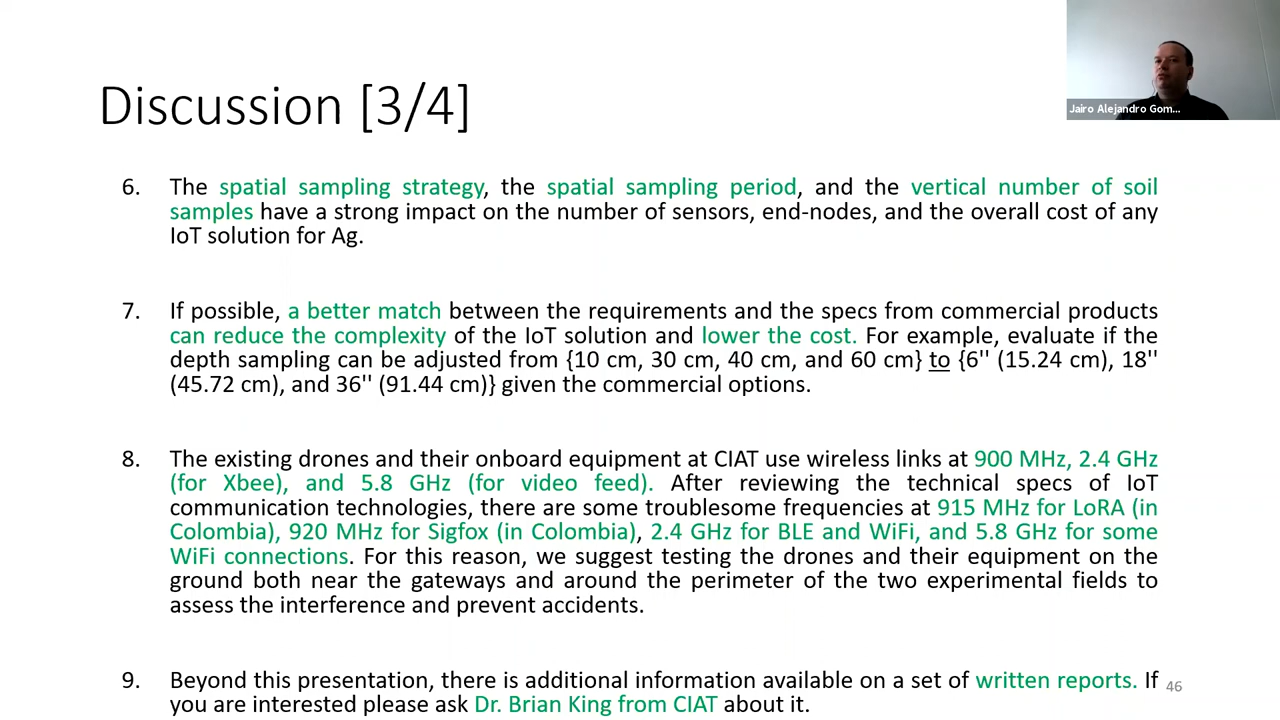 Jairo Alejandro Gom...
Discussion [3/4]
6. The spatial sampling strategy, the spatial sampling period, and the vertical number of soil
samples have a strong impact on the number of sensors, end-nodes, and the overall cost of any
IoT solution for Ag.
7. If possible, a better match between the requirements and the specs from commercial products
can reduce the complexity of the IoT solution and lower the cost. For example, evaluate if the
depth sampling can be adjusted from {10 cm, 30 cm, 40 cm, and 60 cm} to {6'' (15.24 cm), 18''
(45.72 cm), and 36'' (91.44 cm)} given the commercial options.
8. The existing drones and their onboard equipment at CIAT use wireless links at 900 MHz, 2.4 GHz
(for Xbee), and 5.8 GHz (for video feed). After reviewing the technical specs of IoT
communication technologies, there are some troublesome frequencies at 915 MHz for LoRA (in
Colombia), 920 MHz for Sigfox (in Colombia), 2.4 GHz for BLE and WiFi, and 5.8 GHz for some
WiFi connections. For this reason, we suggest testing the drones and their equipment on the
ground both near the gateways and around the perimeter of the two experimental fields to
assess the interference and prevent accidents.
9. Beyond this presentation, there is additional information available on a set of written reports. If
you are interested please ask Dr. Brian King from CIAT about it.
46